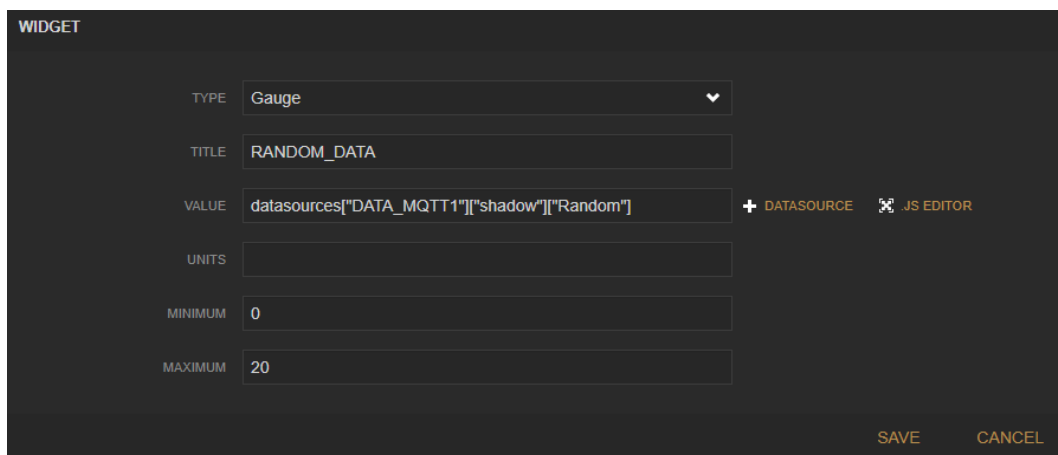 WIDGET
TYPE Gauge
TITLE RANDOM_DATA
VALUE datasources["DATA_MQTT1"]["shadow"]["Random"] DATASOURCE .JS EDITOR
UNITS
MINIMUM 0
MAXIMUM 20
SAVE CANCEL